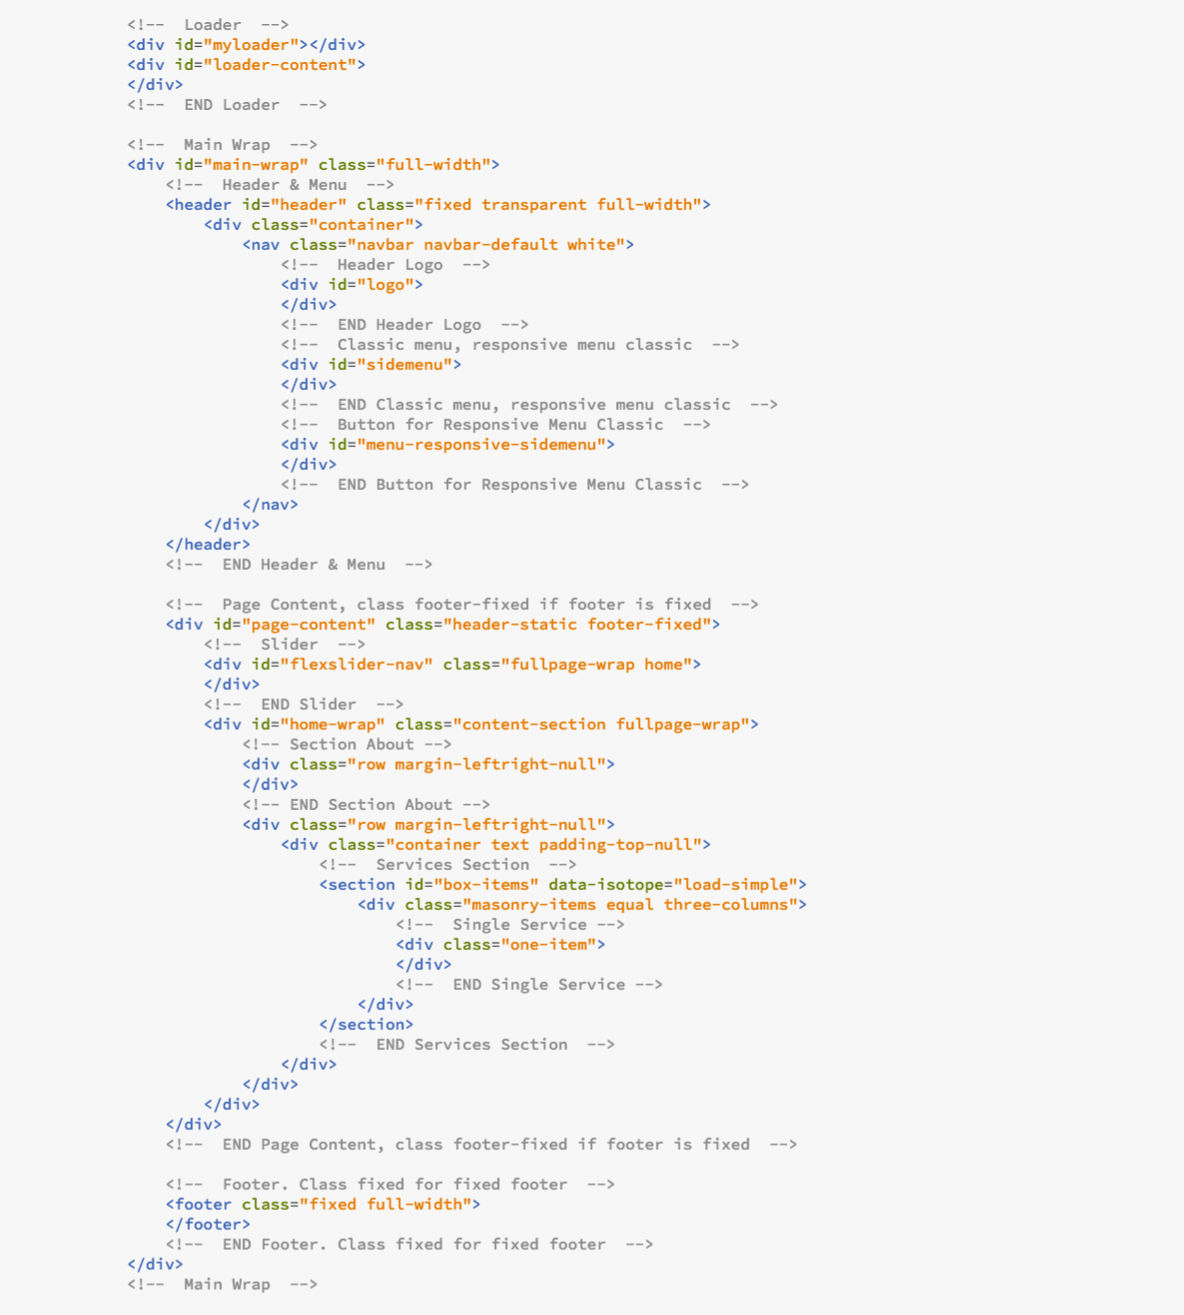 <!--  Loader  -->
<div id="myloader"></div>
<div id="loader-content">
</div>
<!--  END Loader  -->

<!--  Main Wrap  -->
<div id="main-wrap" class="full-width">
    <!--  Header & Menu  -->
    <header id="header" class="fixed transparent full-width">
        <div class="container">
            <nav class="navbar navbar-default white">
                <!--  Header Logo  -->
                <div id="logo">
                </div>
                <!--  END Header Logo  -->
                <!--  Classic menu, responsive menu classic  -->
                <div id="sidemenu">
                </div>
                <!--  END Classic menu, responsive menu classic  -->
                <!--  Button for Responsive Menu Classic  -->
                <div id="menu-responsive-sidemenu">
                </div>
                <!--  END Button for Responsive Menu Classic  -->
            </nav>
        </div>
    </header>
    <!--  END Header & Menu  -->

    <!--  Page Content, class footer-fixed if footer is fixed  -->
    <div id="page-content" class="header-static footer-fixed">
        <!--  Slider  -->
        <div id="flexslider-nav" class="fullpage-wrap home">
        </div>
        <!--  END Slider  -->
        <div id="home-wrap" class="content-section fullpage-wrap">
            <!-- Section About -->
            <div class="row margin-leftright-null">
            </div>
            <!-- END Section About -->
            <div class="row margin-leftright-null">
                <div class="container text padding-top-null">
                    <!--  Services Section  -->
                    <section id="box-items" data-isotope="load-simple">
                        <div class="masonry-items equal three-columns">
                            <!--  Single Service -->
                            <div class="one-item">
                            </div>
                            <!--  END Single Service -->
                        </div>
                    </section>
                    <!--  END Services Section  -->
                </div>
            </div>
        </div>
    </div>
    <!--  END Page Content, class footer-fixed if footer is fixed  -->

    <!--  Footer. Class fixed for fixed footer  -->
    <footer class="fixed full-width">
    </footer>
    <!--  END Footer. Class fixed for fixed footer  -->
</div>
<!--  Main Wrap  -->